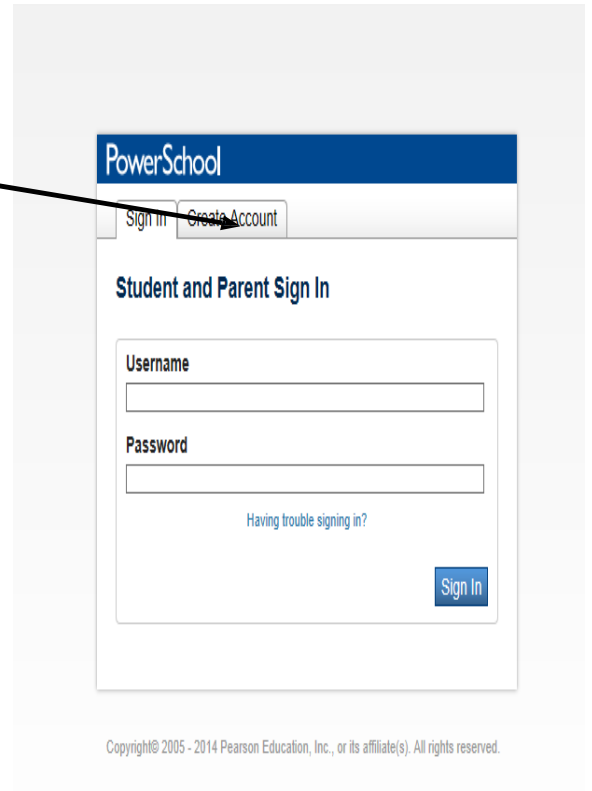 PowerSchool
Sign In Create Account
Student and Parent Sign In
Username
Password
Having trouble signing in?
Sign In
Copyright© 2005 - 2014 Pearson Education, Inc., or its affiliate(s). All rights reserved.